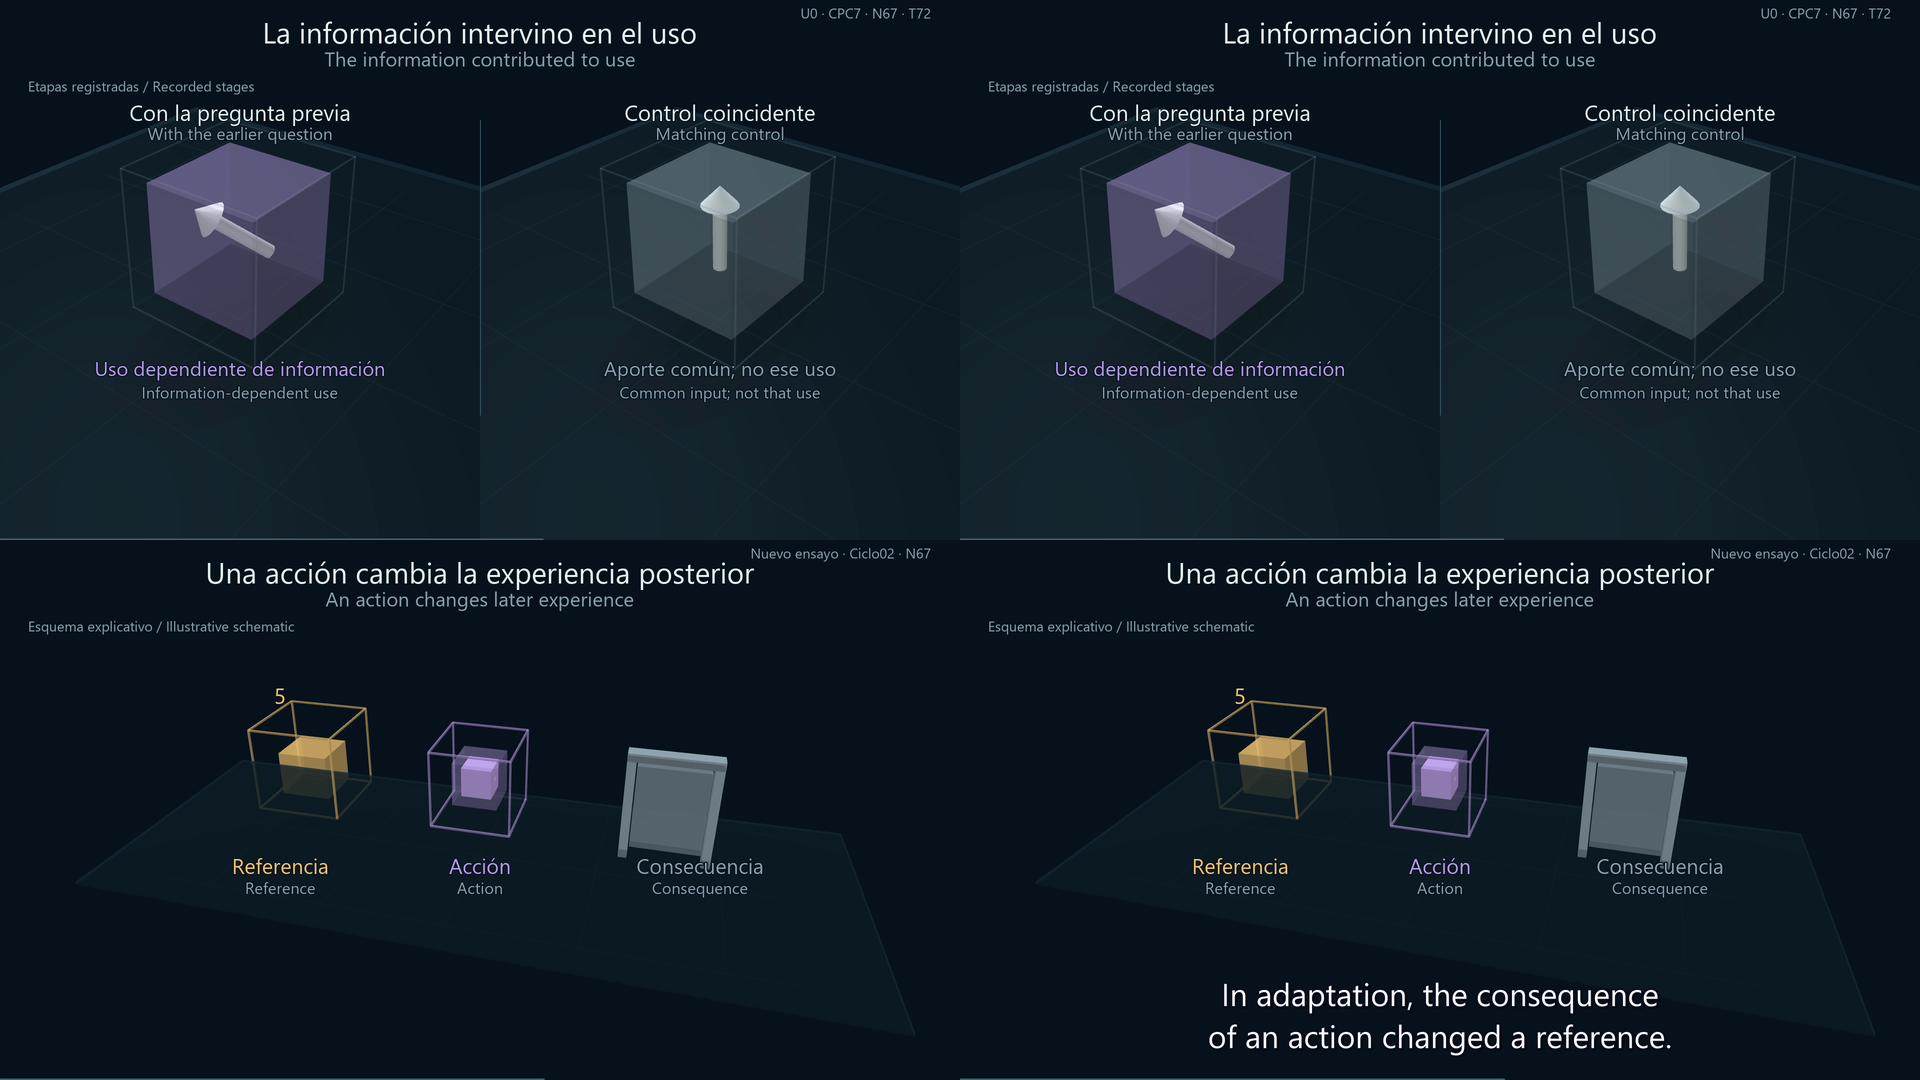 U0 · CPC7 · N67 · T72
La información intervino en el uso
The information contributed to use
Etapas registradas / Recorded stages
Con la pregunta previa
With the earlier question
Control coincidente
Matching control
Uso dependiente de información
Information-dependent use
Aporte común; no ese uso
Common input; not that use
U0 · CPC7 · N67 · T72
La información intervino en el uso
The information contributed to use
Etapas registradas / Recorded stages
Con la pregunta previa
With the earlier question
Control coincidente
Matching control
Uso dependiente de información
Information-dependent use
Aporte común; no ese uso
Common input; not that use
Nuevo ensayo · Ciclo02 · N67
Una acción cambia la experiencia posterior
An action changes later experience
Esquema explicativo / Illustrative schematic
5
Referencia
Reference
Acción
Action
Consecuencia
Consequence
Nuevo ensayo · Ciclo02 · N67
Una acción cambia la experiencia posterior
An action changes later experience
Esquema explicativo / Illustrative schematic
5
Referencia
Reference
Acción
Action
Consecuencia
Consequence
In adaptation, the consequence
of an action changed a reference.